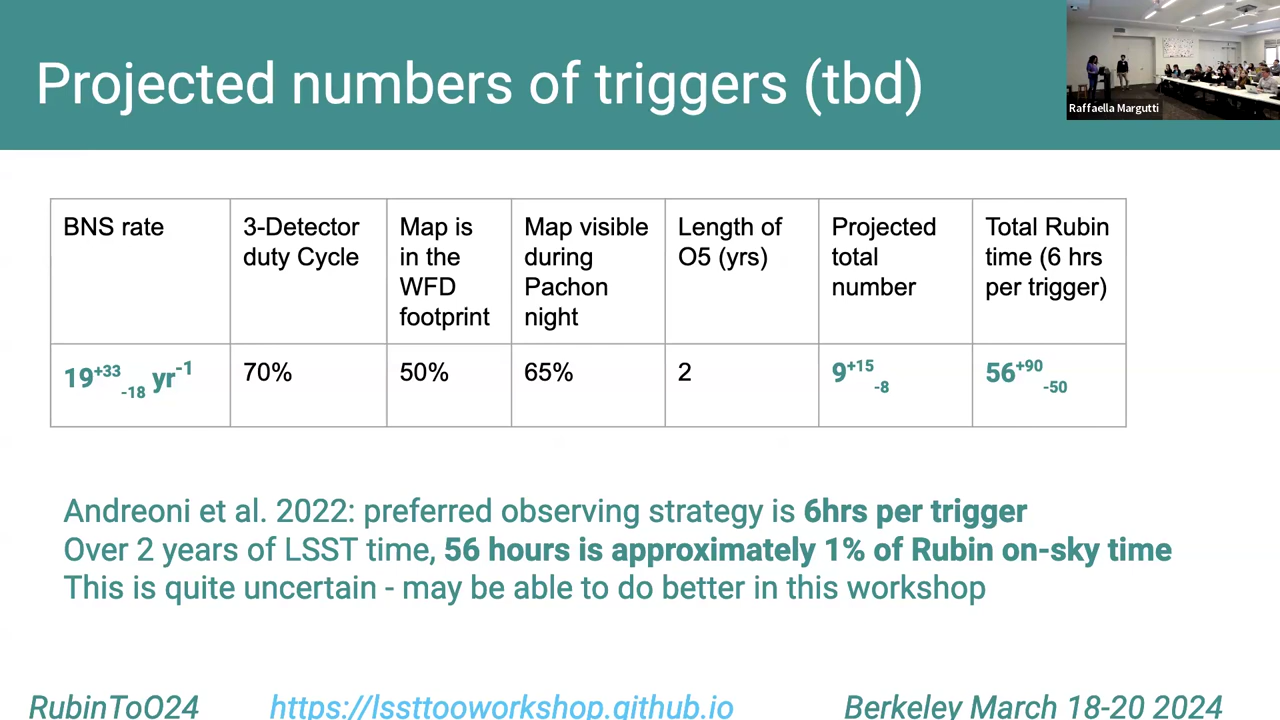 Projected numbers of triggers (tbd)
Raffaella Margutti
BNS rate
3-Detector
duty Cycle
Map is
in the
WFD
footprint
Map visible
during
Pachon
night
Length of
O5 (yrs)
Projected
total
number
Total Rubin
time (6 hrs
per trigger)
19+33-18 yr-1
70%
50%
65%
2
9+15-8
56+90-50
Andreoni et al. 2022: preferred observing strategy is 6hrs per trigger
Over 2 years of LSST time, 56 hours is approximately 1% of Rubin on-sky time
This is quite uncertain - may be able to do better in this workshop
RubinToO24 https://lssttooworkshop.github.io Berkeley March 18-20 2024